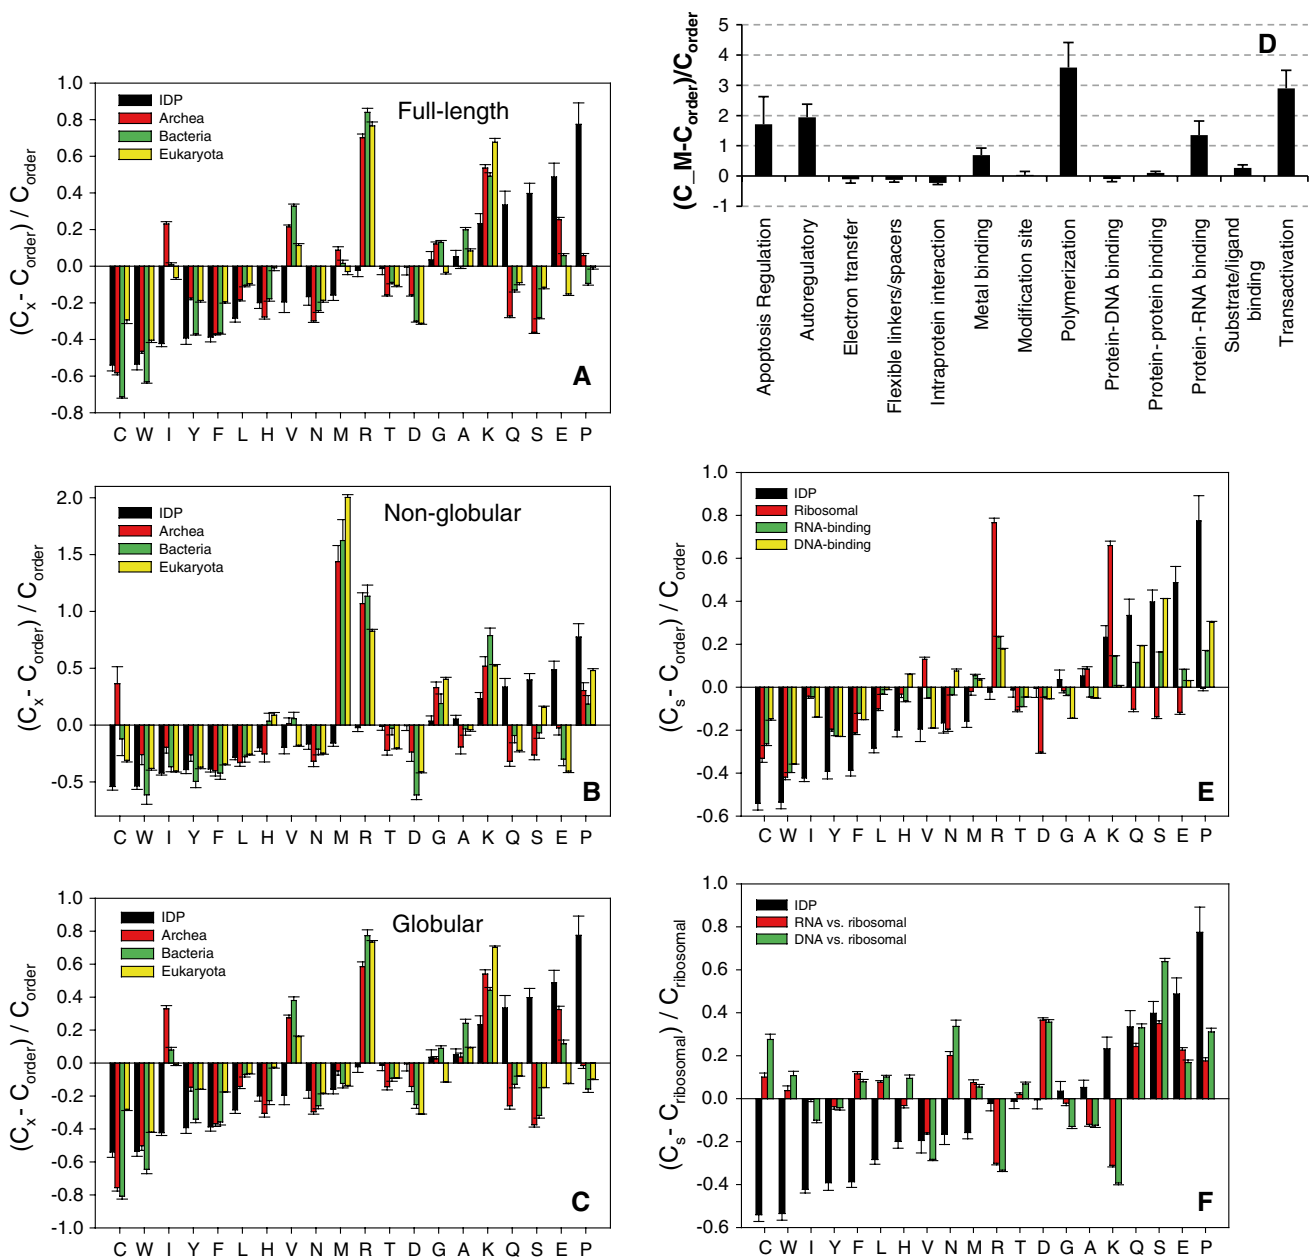 (Cx - Corder) / Corder
1.0
0.8
0.6
0.4
0.2
0.0
-0.2
-0.4
-0.6
-0.8
IDP
Archea
Bacteria
Eukaryota
Full-length
A
C W I Y F L H V N M R T D G A K Q S E P
(C_M-Corder)/Corder
5
4
3
2
1
0
-1
D
Apoptosis Regulation
Autoregulatory
Electron transfer
Flexible linkers/spacers
Intraprotein interaction
Metal binding
Modification site
Polymerization
Protein-DNA binding
Protein-protein binding
Protein-RNA binding
Substrate/ligand
binding
Transactivation
(Cx - Corder) / Corder
2.0
1.5
1.0
0.5
0.0
-0.5
IDP
Archea
Bacteria
Eukaryota
Non-globular
B
C W I Y F L H V N M R T D G A K Q S E P
(Cs - Corder) / Corder
1.0
0.8
0.6
0.4
0.2
0.0
-0.2
-0.4
-0.6
IDP
Ribosomal
RNA-binding
DNA-binding
E
C W I Y F L H V N M R T D G A K Q S E P
(Cx - Corder) / Corder
1.0
0.8
0.6
0.4
0.2
0.0
-0.2
-0.4
-0.6
-0.8
-1.0
IDP
Archea
Bacteria
Eukaryota
Globular
C
C W I Y F L H V N M R T D G A K Q S E P
(Cs - Cribosomal) / Cribosomal
1.0
0.8
0.6
0.4
0.2
0.0
-0.2
-0.4
-0.6
IDP
RNA vs. ribosomal
DNA vs. ribosomal
F
C W I Y F L H V N M R T D G A K Q S E P